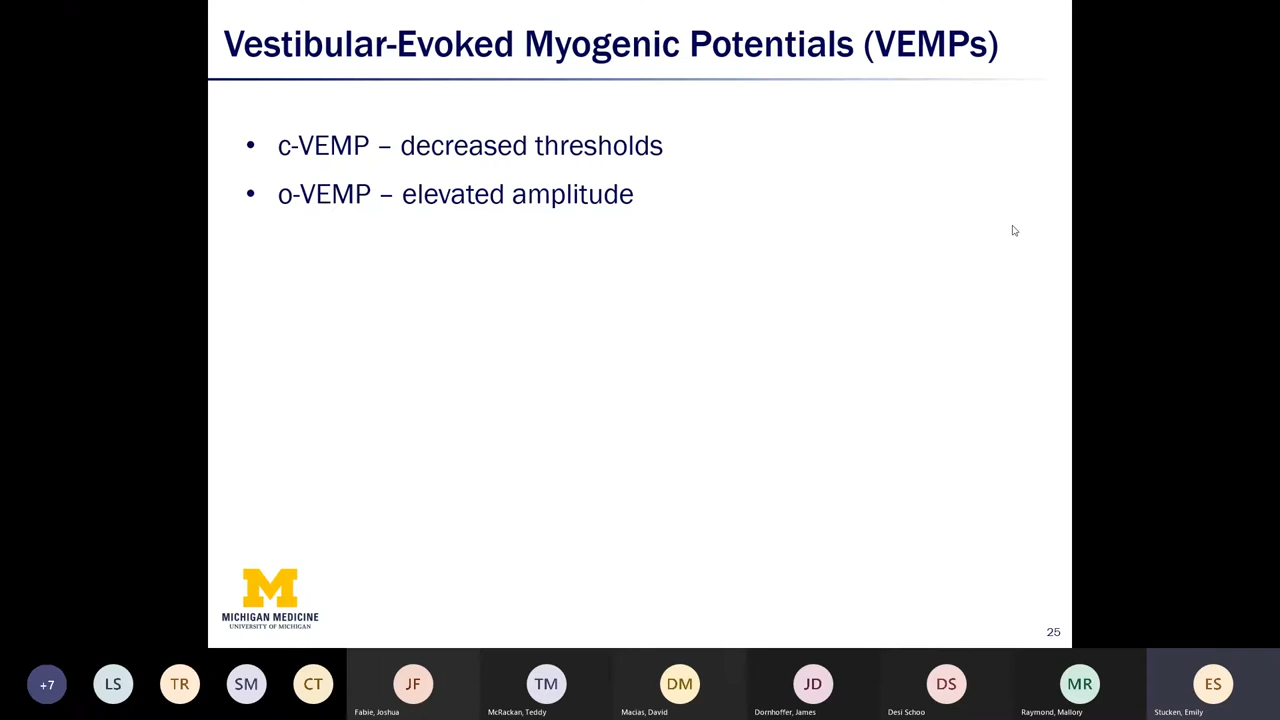 Vestibular-Evoked Myogenic Potentials (VEMPs)
• c-VEMP – decreased thresholds
• o-VEMP – elevated amplitude
M
MICHIGAN MEDICINE
UNIVERSITY OF MICHIGAN
25
+7
LS
TR
SM
CT
JF
TM
DM
JD
DS
MR
ES
Fabie, Joshua
McRackan, Teddy
Macias, David
Dornhoffer, James
Desi Schoo
Raymond, Mallory
Stucken, Emily